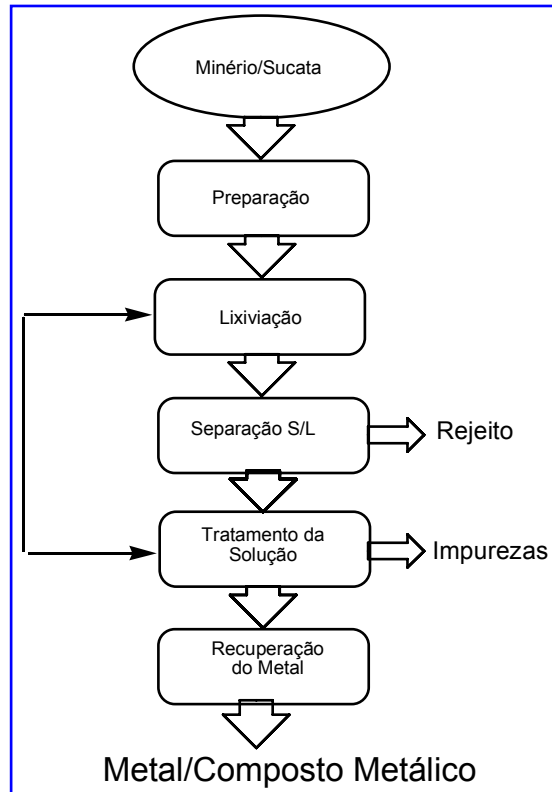 Minério/Sucata
Preparação
Lixiviação
Separação S/L
Rejeito
Tratamento da
Solução
Impurezas
Recuperação
do Metal
Metal/Composto Metálico